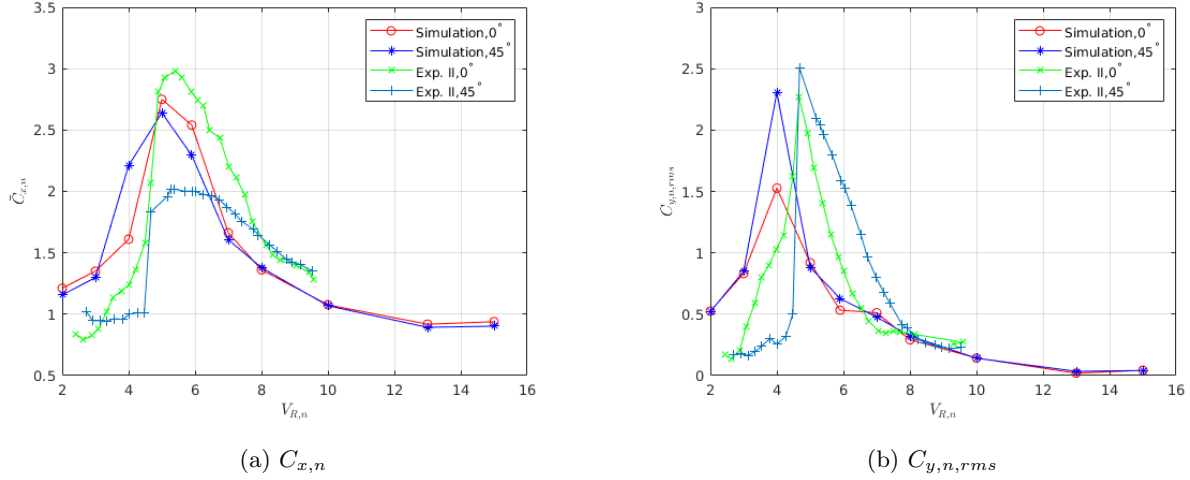 3.5
3
2.5
2
1.5
1
0.5
2 4 6 8 10 12 14 16
C̄x,n
VR,n
Simulation,0°
Simulation,45°
Exp. II,0°
Exp. II,45°
(a) Cx,n
3
2.5
2
1.5
1
0.5
0
2 4 6 8 10 12 14 16
Cy,n,rms
VR,n
Simulation,0°
Simulation,45°
Exp. II,0°
Exp. II,45°
(b) Cy,n,rms